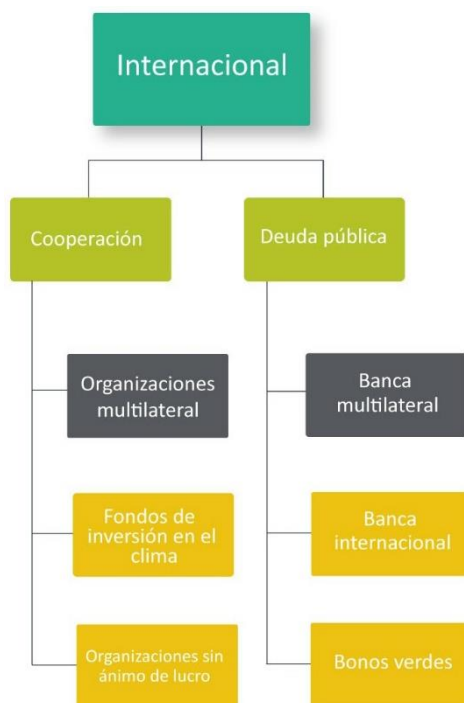 Internacional
Cooperación
Deuda pública
Organizaciones
multilateral
Banca
multilateral
Fondos de
inversión en el
clima
Banca
internacional
Organizaciones sin
ánimo de lucro
Bonos verdes